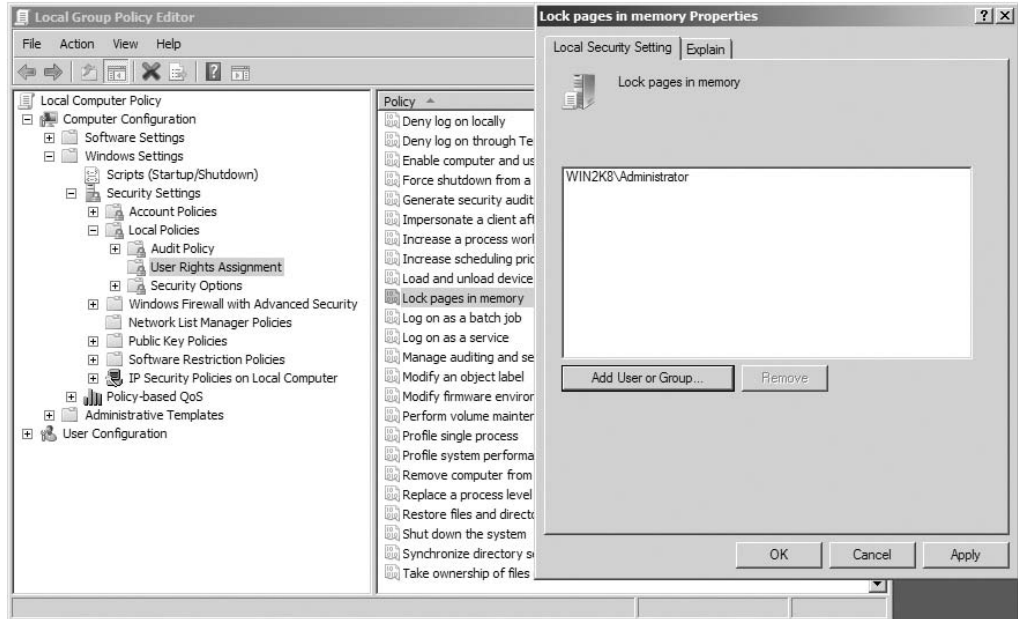 Local Group Policy Editor
File Action View Help
Local Computer Policy
Computer Configuration
Software Settings
Windows Settings
Scripts (Startup/Shutdown)
Security Settings
Account Policies
Local Policies
Audit Policy
User Rights Assignment
Security Options
Windows Firewall with Advanced Security
Network List Manager Policies
Public Key Policies
Software Restriction Policies
IP Security Policies on Local Computer
Policy-based QoS
Administrative Templates
User Configuration
Policy
Deny log on locally
Deny log on through Te
Enable computer and us
Force shutdown from a
Generate security audit
Impersonate a client aft
Increase a process worl
Increase scheduling pric
Load and unload device
Lock pages in memory
Log on as a batch job
Log on as a service
Manage auditing and se
Modify an object label
Modify firmware enviror
Perform volume mainter
Profile single process
Profile system performa
Remove computer from
Replace a process level
Restore files and directo
Shut down the system
Synchronize directory s
Take ownership of files
Lock pages in memory Properties
Local Security Setting Explain
Lock pages in memory
WIN2K8\Administrator
Add User or Group... Remove
OK Cancel Apply